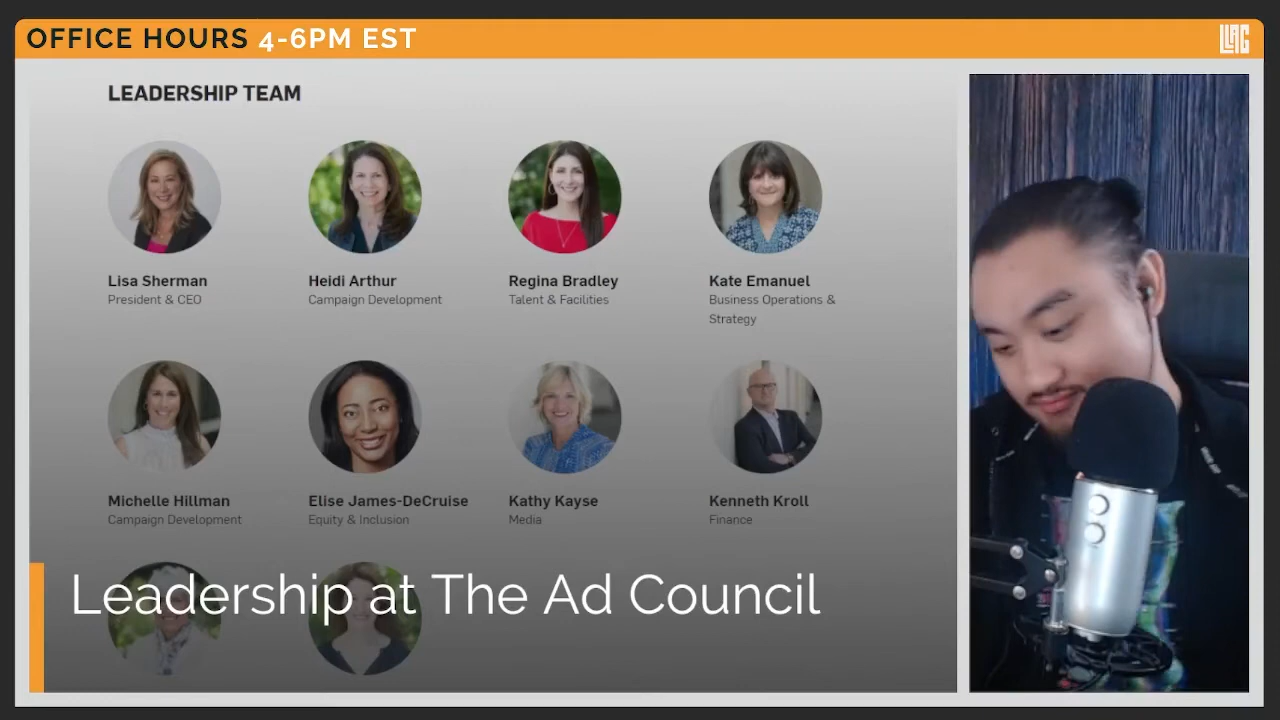 OFFICE HOURS 4-6PM EST
LLAG
LEADERSHIP TEAM
Lisa Sherman
President & CEO
Heidi Arthur
Campaign Development
Regina Bradley
Talent & Facilities
Kate Emanuel
Business Operations &
Strategy
Michelle Hillman
Campaign Development
Elise James-DeCruise
Equity & Inclusion
Kathy Kayse
Media
Kenneth Kroll
Finance
Leadership at The Ad Council